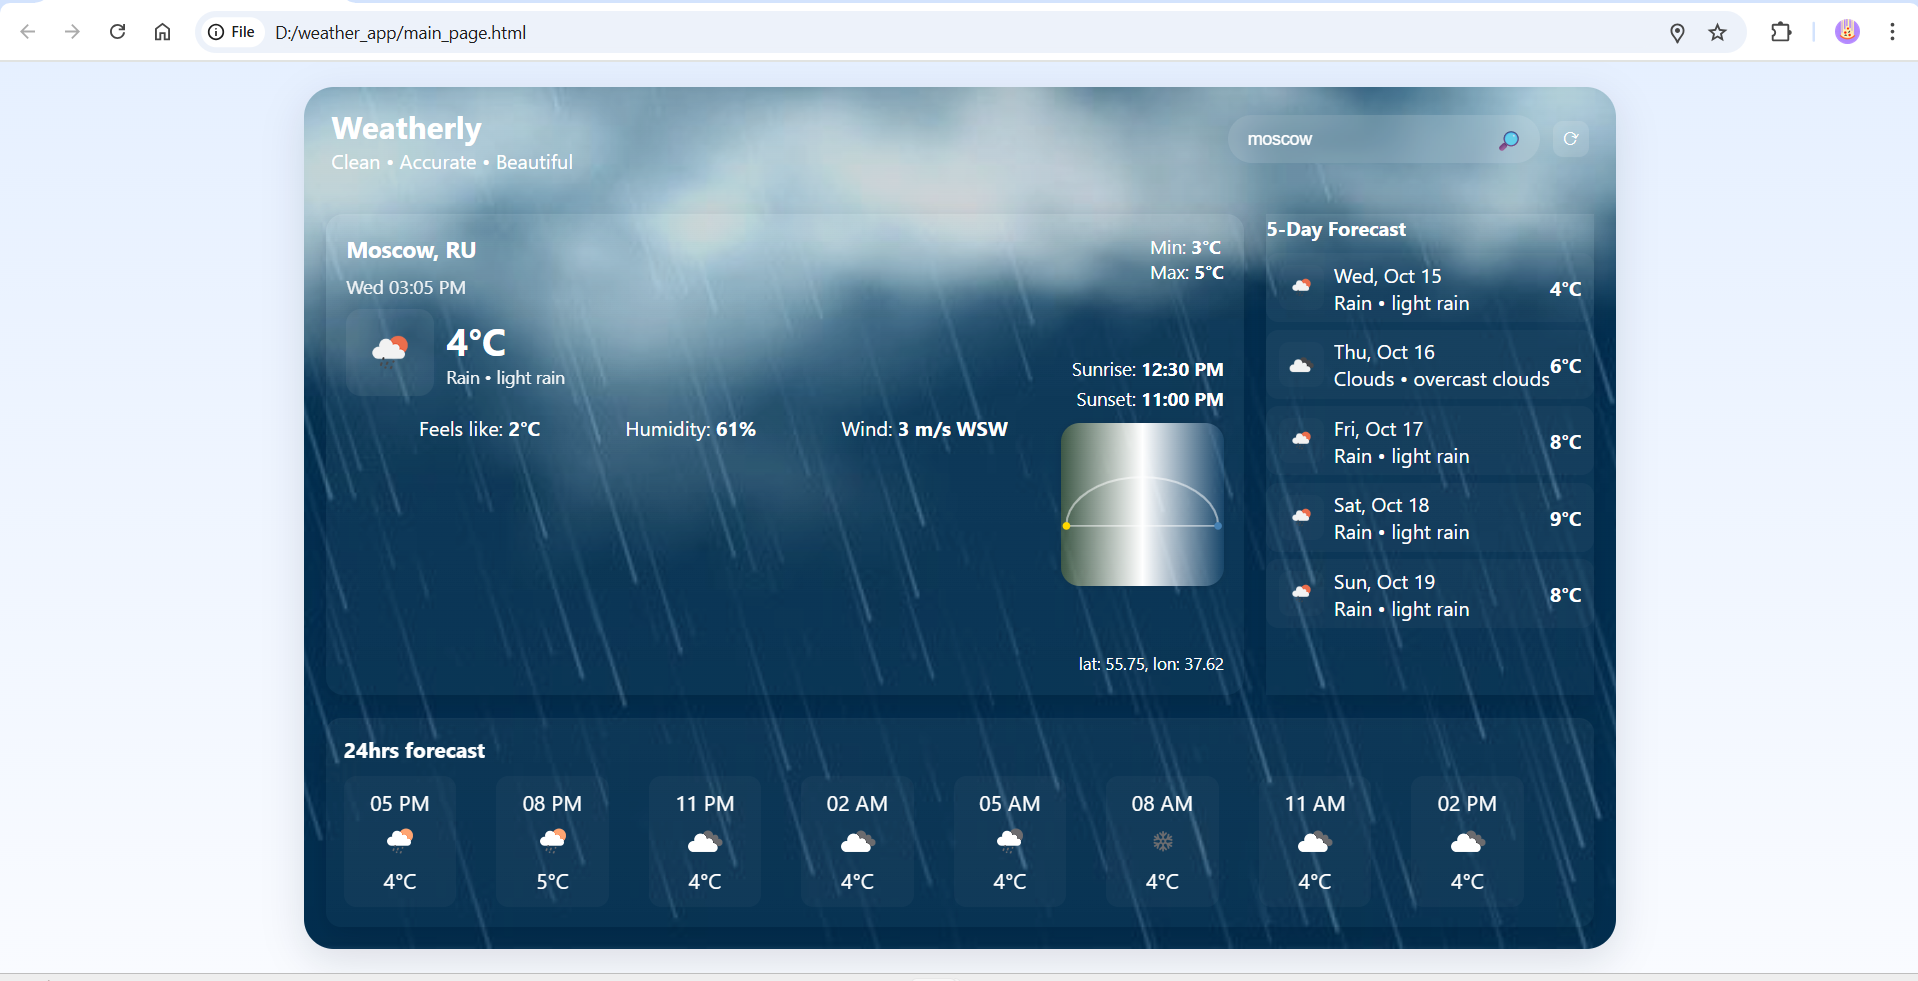 File D:/weather_app/main_page.html
Weatherly
Clean • Accurate • Beautiful
moscow
Moscow, RU
Wed 03:05 PM
Min: 3°C
Max: 5°C
4°C
Rain • light rain
Sunrise: 12:30 PM
Sunset: 11:00 PM
Feels like: 2°C
Humidity: 61%
Wind: 3 m/s WSW
lat: 55.75, lon: 37.62
5-Day Forecast
Wed, Oct 15
Rain • light rain
4°C
Thu, Oct 16
Clouds • overcast clouds
6°C
Fri, Oct 17
Rain • light rain
8°C
Sat, Oct 18
Rain • light rain
9°C
Sun, Oct 19
Rain • light rain
8°C
24hrs forecast
05 PM
4°C
08 PM
5°C
11 PM
4°C
02 AM
4°C
05 AM
4°C
08 AM
4°C
11 AM
4°C
02 PM
4°C